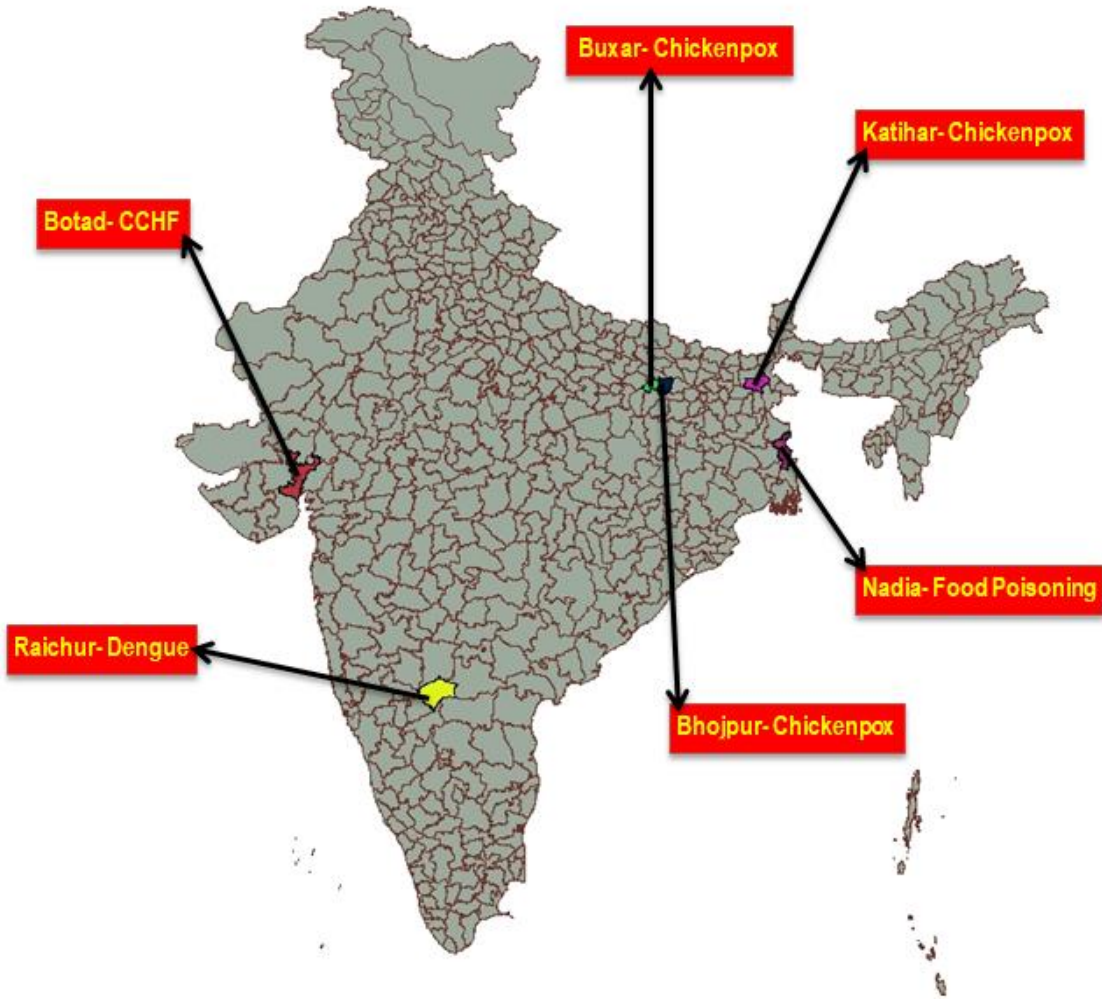 Buxar- Chickenpox
Katihar- Chickenpox
Botad- CCHF
Nadia- Food Poisoning
Raichur- Dengue
Bhojpur- Chickenpox